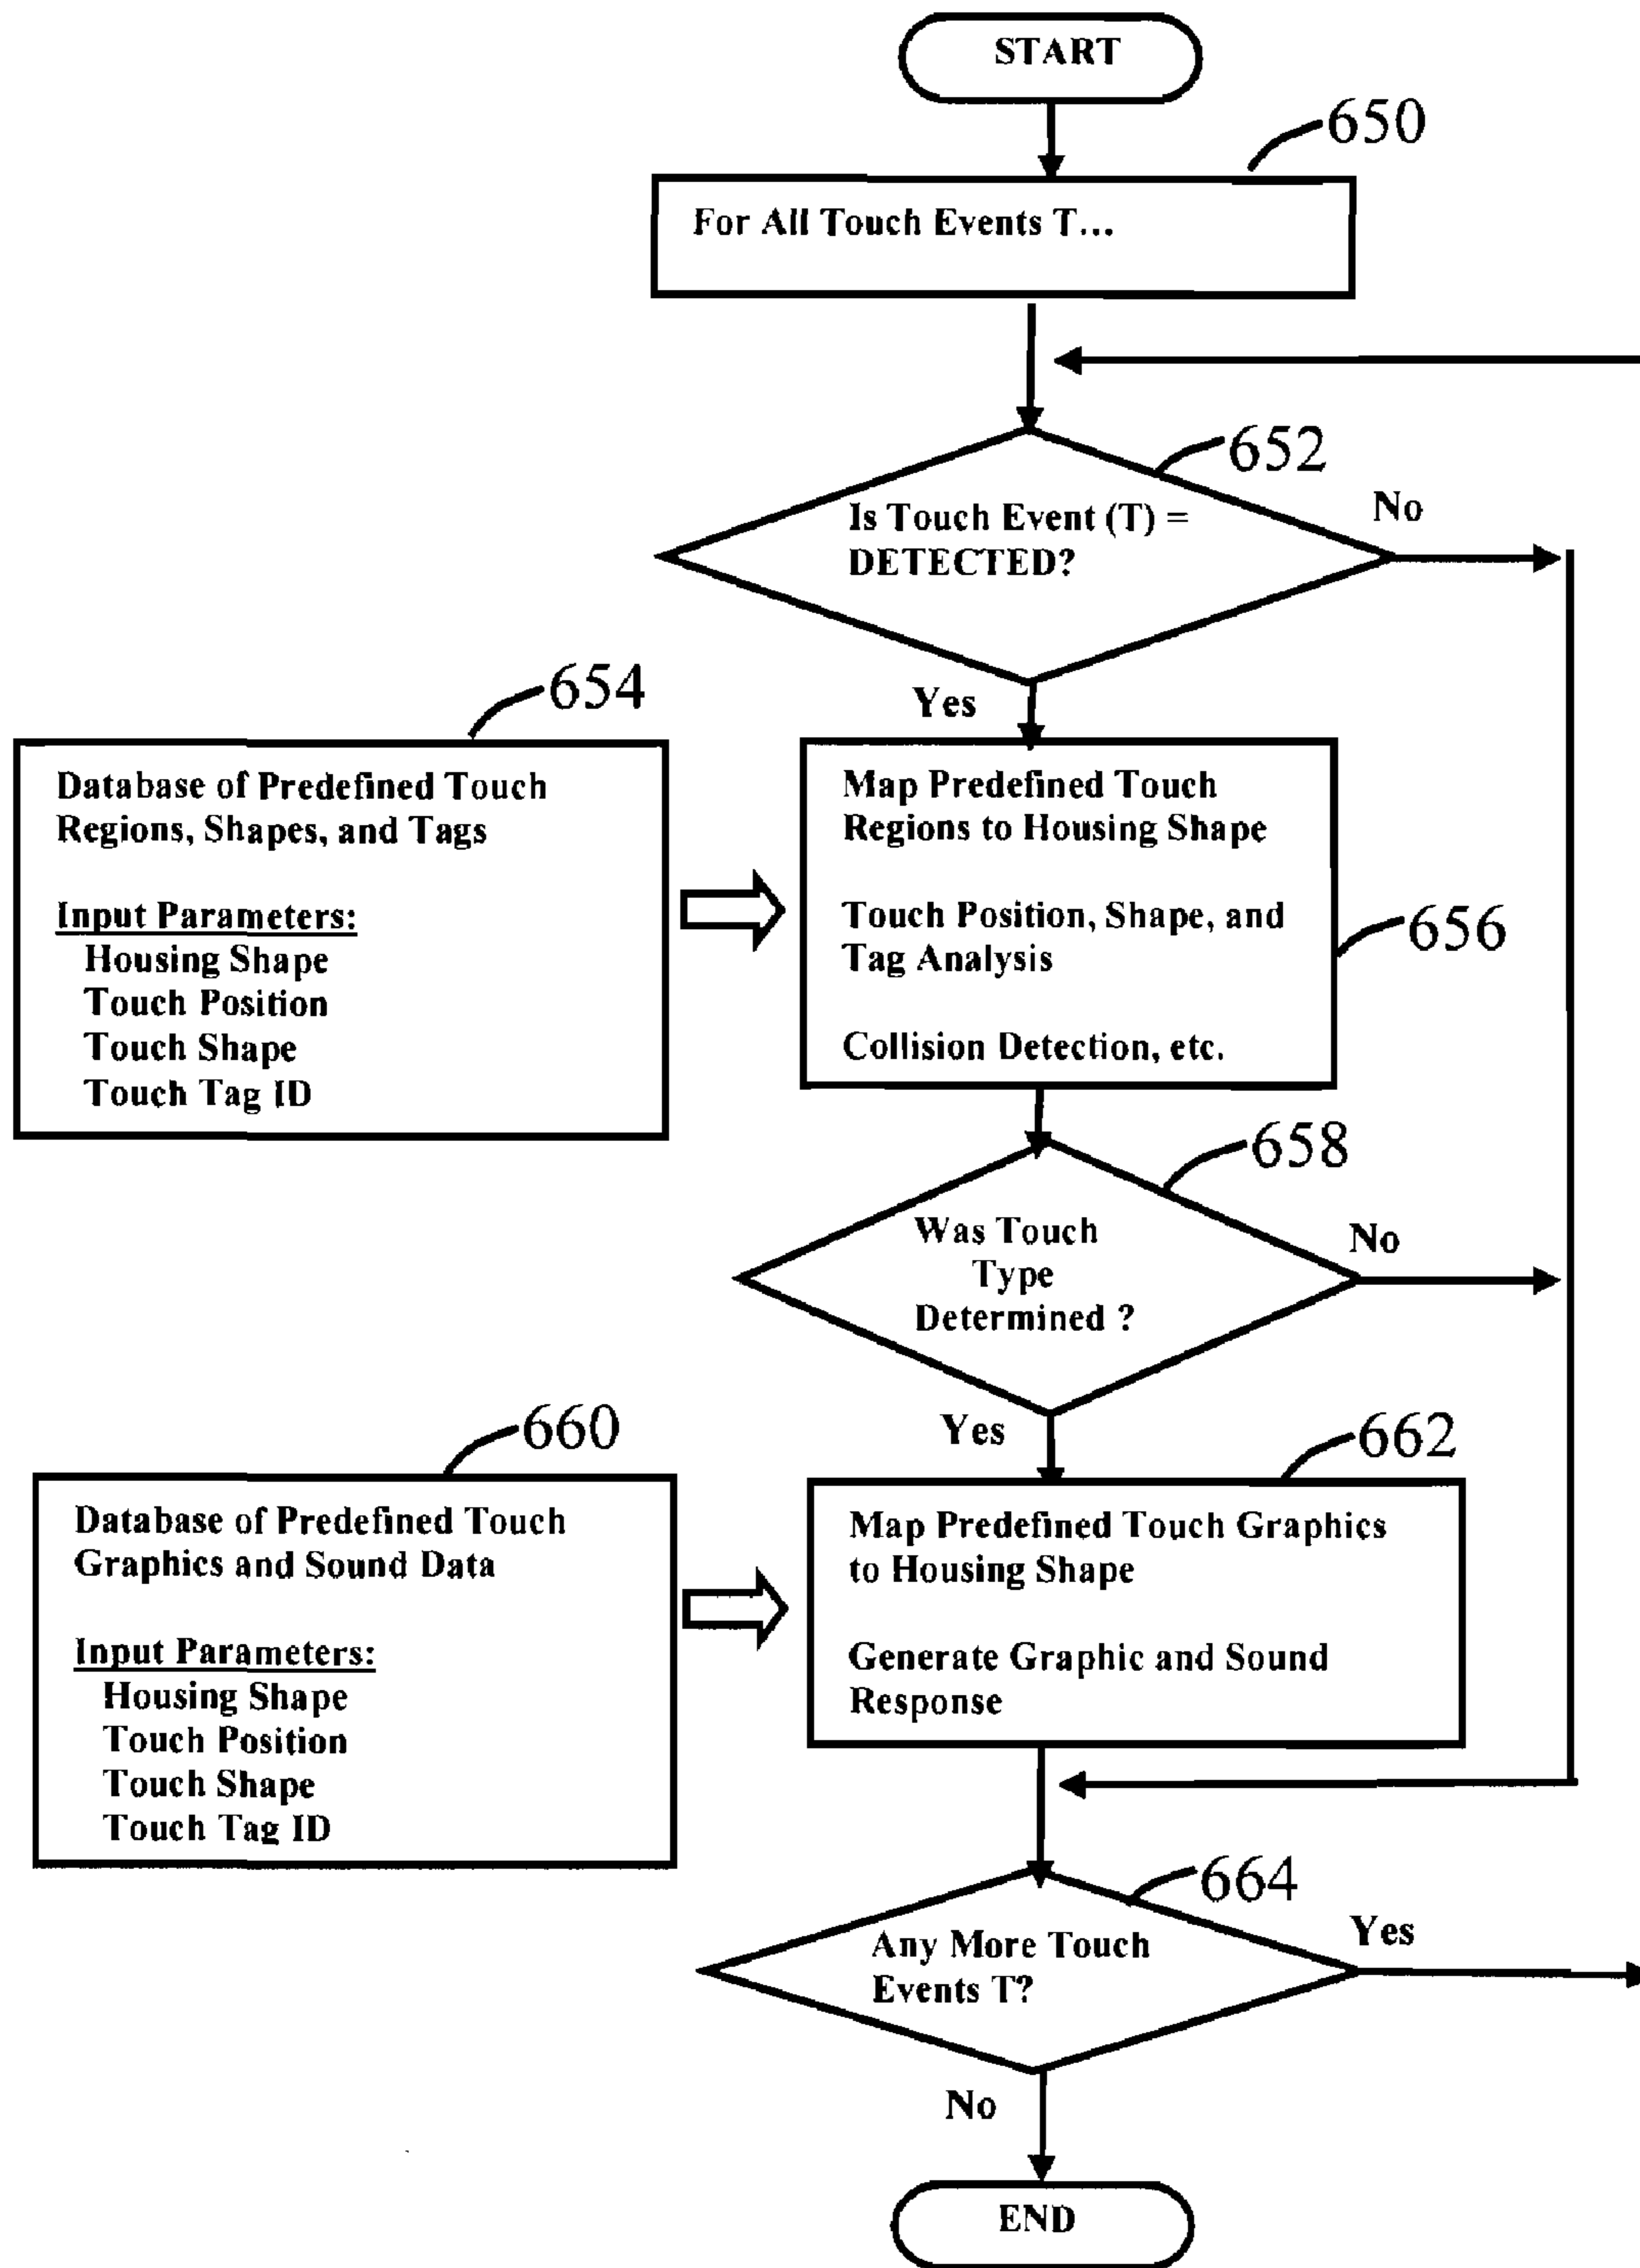 START
650
For All Touch Events T...
652
Is Touch Event (T) =
DETECTED?
No
Yes
654
Database of Predefined Touch
Regions, Shapes, and Tags
Input Parameters:
Housing Shape
Touch Position
Touch Shape
Touch Tag ID
Map Predefined Touch
Regions to Housing Shape
Touch Position, Shape, and
Tag Analysis
Collision Detection, etc.
656
658
Was Touch
Type
Determined ?
No
Yes
660
Database of Predefined Touch
Graphics and Sound Data
Input Parameters:
Housing Shape
Touch Position
Touch Shape
Touch Tag ID
662
Map Predefined Touch Graphics
to Housing Shape
Generate Graphic and Sound
Response
664
Any More Touch
Events T?
Yes
No
END